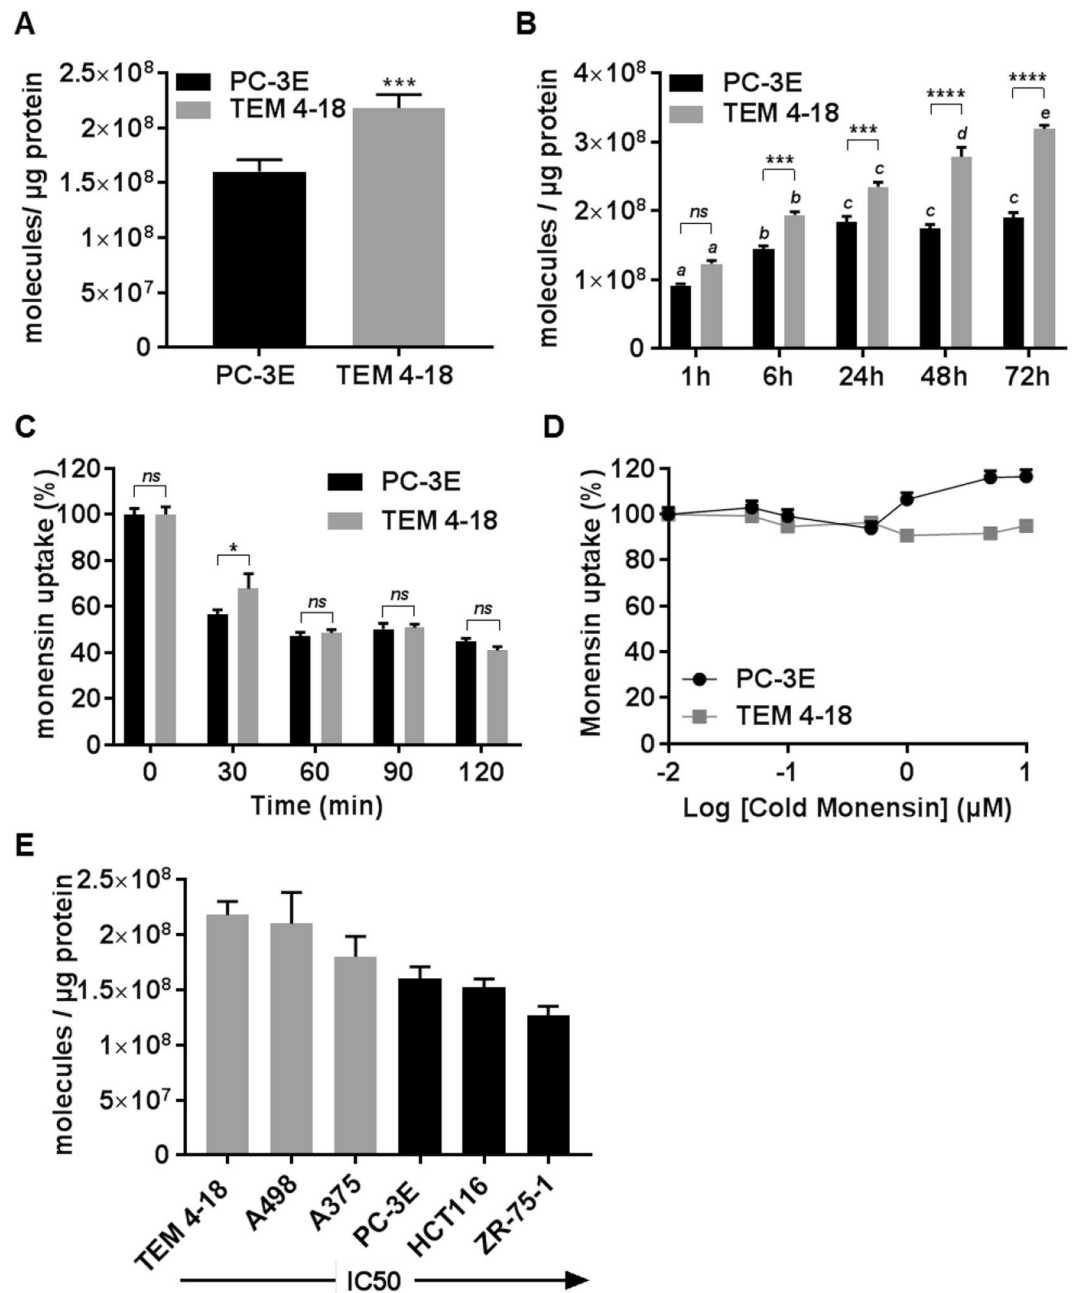 A
molecules/ µg protein
2.5×10⁸
2×10⁸
1.5×10⁸
1×10⁸
5×10⁷
0
PC-3E
TEM 4-18
***
PC-3E
TEM 4-18
B
molecules / µg protein
4×10⁸
3×10⁸
2×10⁸
1×10⁸
0
PC-3E
TEM 4-18
ns
***
***
****
****
a
a
b
b
c
c
c
d
c
e
1h
6h
24h
48h
72h
C
monensin uptake (%)
120
100
80
60
40
20
0
PC-3E
TEM 4-18
ns
*
ns
ns
ns
0
30
60
90
120
Time (min)
D
Monensin uptake (%)
120
100
80
60
40
20
0
PC-3E
TEM 4-18
-2
-1
0
1
Log [Cold Monensin] (µM)
E
molecules / µg protein
2.5×10⁸
2×10⁸
1.5×10⁸
1×10⁸
5×10⁷
0
TEM 4-18
A498
A375
PC-3E
HCT116
ZR-75-1
IC50